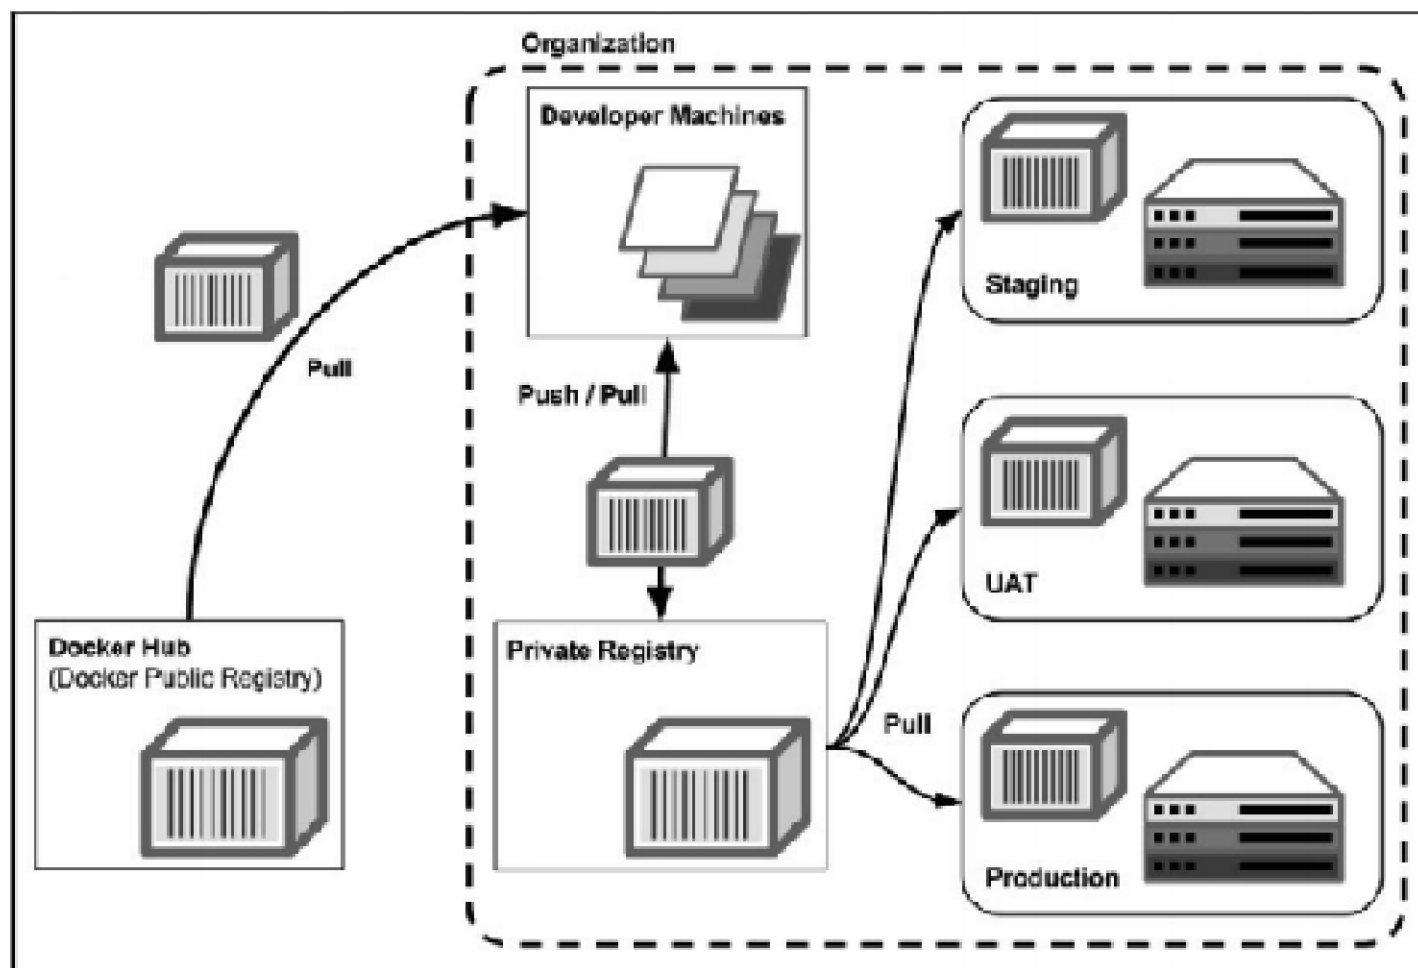 Organization
Developer Machines
Staging
Pull
Push / Pull
UAT
Docker Hub
(Docker Public Registry)
Private Registry
Pull
Production